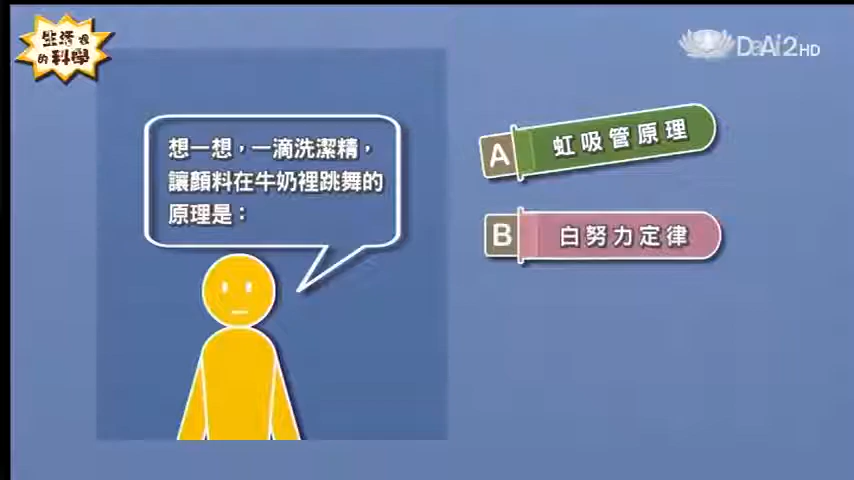 生活裡
的科學
DaAi2HD
想一想，一滴洗潔精，
讓顏料在牛奶裡跳舞的
原理是：
A 虹吸管原理
B 白努力定律